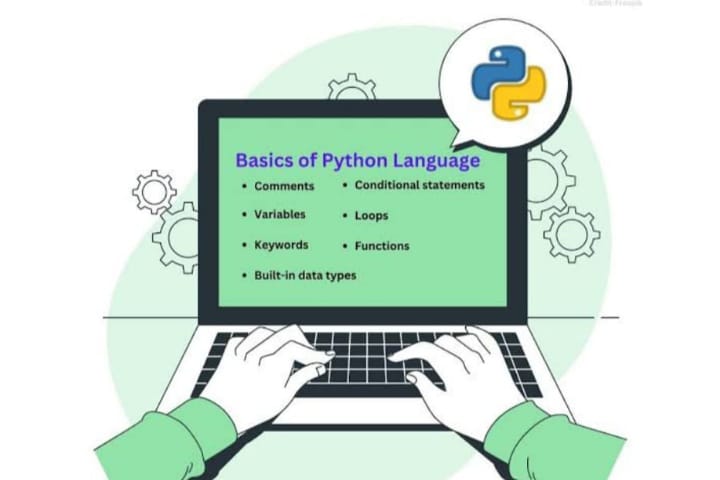 Credit-Freepik
Basics of Python Language
• Comments
• Variables
• Keywords
• Built-in data types
• Conditional statements
• Loops
• Functions